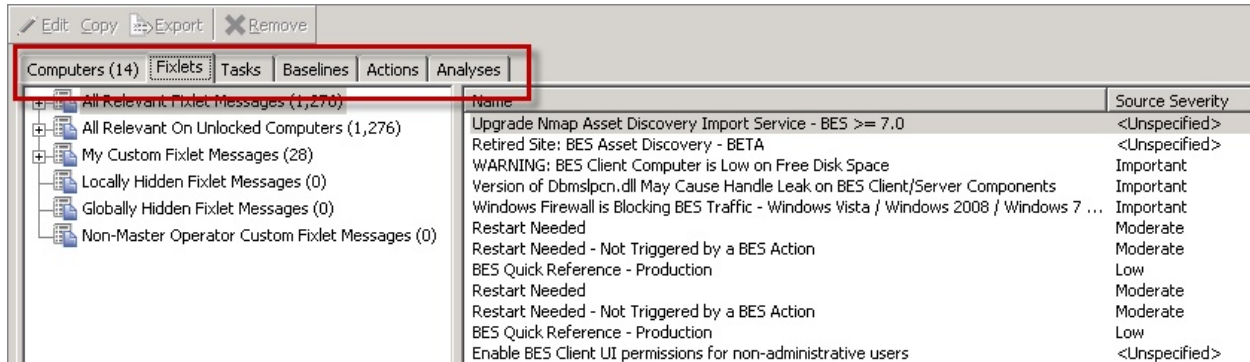 Edit Copy Export Remove
Computers (14) Fixlets Tasks Baselines Actions Analyses
All Relevant Fixlet Messages (1,276)
All Relevant On Unlocked Computers (1,276)
My Custom Fixlet Messages (28)
Locally Hidden Fixlet Messages (0)
Globally Hidden Fixlet Messages (0)
Non-Master Operator Custom Fixlet Messages (0)
Name Source Severity
Upgrade Nmap Asset Discovery Import Service - BES >= 7.0 <Unspecified>
Retired Site: BES Asset Discovery - BETA <Unspecified>
WARNING: BES Client Computer is Low on Free Disk Space Important
Version of Dbmslpcn.dll May Cause Handle Leak on BES Client/Server Components Important
Windows Firewall is Blocking BES Traffic - Windows Vista / Windows 2008 / Windows 7 ... Important
Restart Needed Moderate
Restart Needed - Not Triggered by a BES Action Moderate
BES Quick Reference - Production Low
Restart Needed Moderate
Restart Needed - Not Triggered by a BES Action Moderate
BES Quick Reference - Production Low
Enable BES Client UI permissions for non-administrative users <Unspecified>